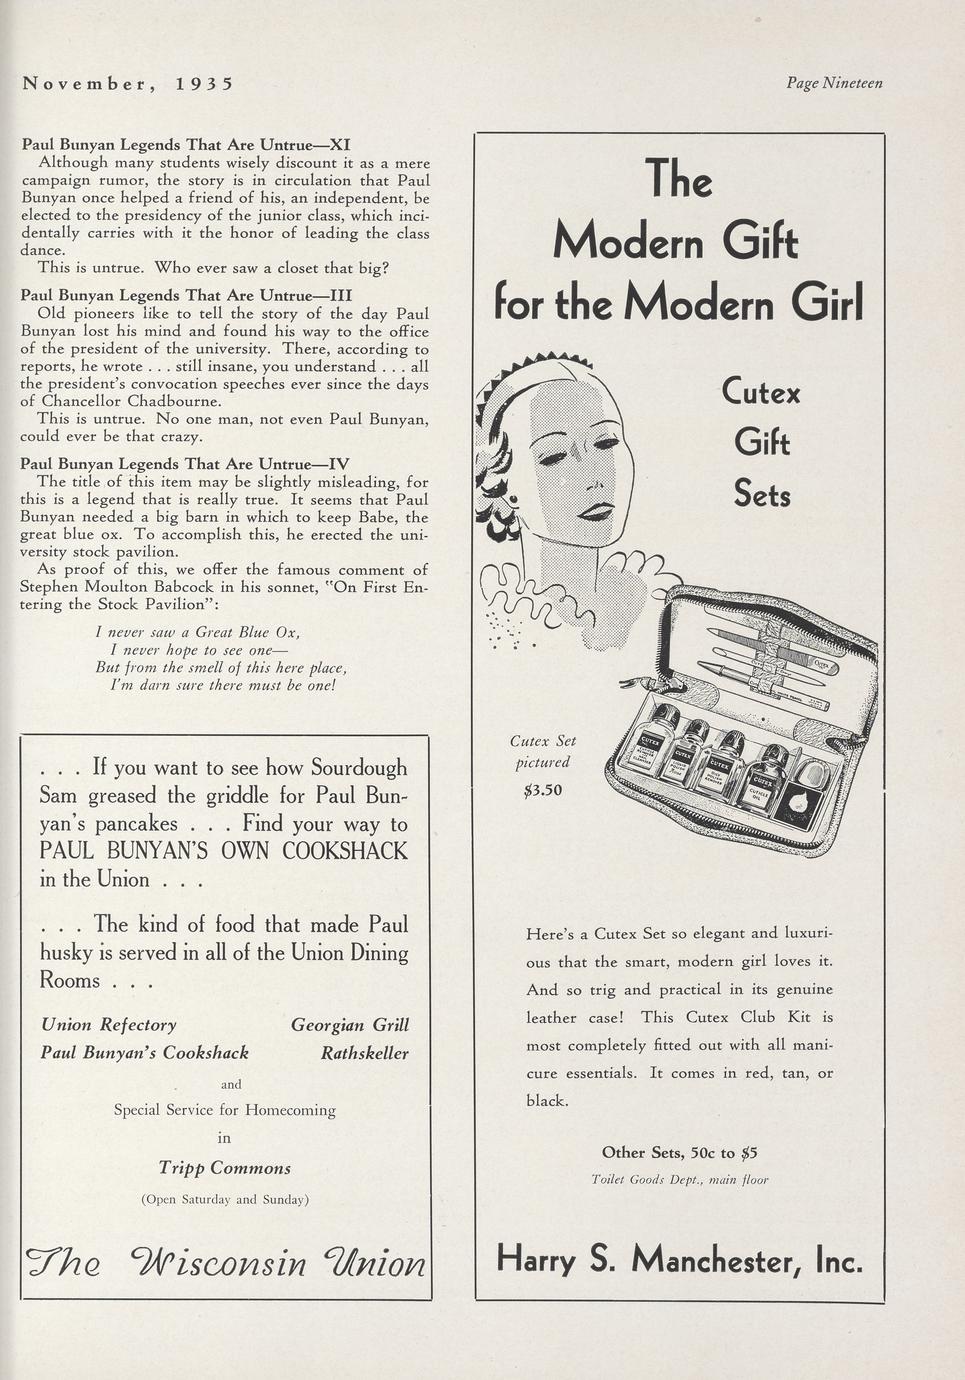 November, 1935
Page Nineteen
Paul Bunyan Legends That Are Untrue—XI
Although many students wisely discount it as a mere
campaign rumor, the story is in circulation that Paul
Bunyan once helped a friend of his, an independent, be
elected to the presidency of the junior class, which inci-
dentally carries with it the honor of leading the class
dance.
This is untrue. Who ever saw a closet that big?
Paul Bunyan Legends That Are Untrue—III
Old pioneers like to tell the story of the day Paul
Bunyan lost his mind and found his way to the office
of the president of the university. There, according to
reports, he wrote . . . still insane, you understand . . . all
the president's convocation speeches ever since the days
of Chancellor Chadbourne.
This is untrue. No one man, not even Paul Bunyan,
could ever be that crazy.
Paul Bunyan Legends That Are Untrue—IV
The title of this item may be slightly misleading, for
this is a legend that is really true. It seems that Paul
Bunyan needed a big barn in which to keep Babe, the
great blue ox. To accomplish this, he erected the uni-
versity stock pavilion.
As proof of this, we offer the famous comment of
Stephen Moulton Babcock in his sonnet, "On First En-
tering the Stock Pavilion":
I never saw a Great Blue Ox,
I never hope to see one—
But from the smell of this here place,
I'm darn sure there must be one!
. . . If you want to see how Sourdough
Sam greased the griddle for Paul Bun-
yan's pancakes . . . Find your way to
PAUL BUNYAN'S OWN COOKSHACK
in the Union . . .
. . . The kind of food that made Paul
husky is served in all of the Union Dining
Rooms . . .
Union Refectory Georgian Grill
Paul Bunyan's Cookshack Rathskeller
and
Special Service for Homecoming
in
Tripp Commons
(Open Saturday and Sunday)
The Wisconsin Union
The
Modern Gift
for the Modern Girl
Cutex
Gift
Sets
Cutex Set
pictured
$3.50
CUTEX
CUTEX
CUTEX
CUTEX
CUTICLE
OIL
Here's a Cutex Set so elegant and luxuri-
ous that the smart, modern girl loves it.
And so trig and practical in its genuine
leather case! This Cutex Club Kit is
most completely fitted out with all mani-
cure essentials. It comes in red, tan, or
black.
Other Sets, 50c to $5
Toilet Goods Dept., main floor
Harry S. Manchester, Inc.